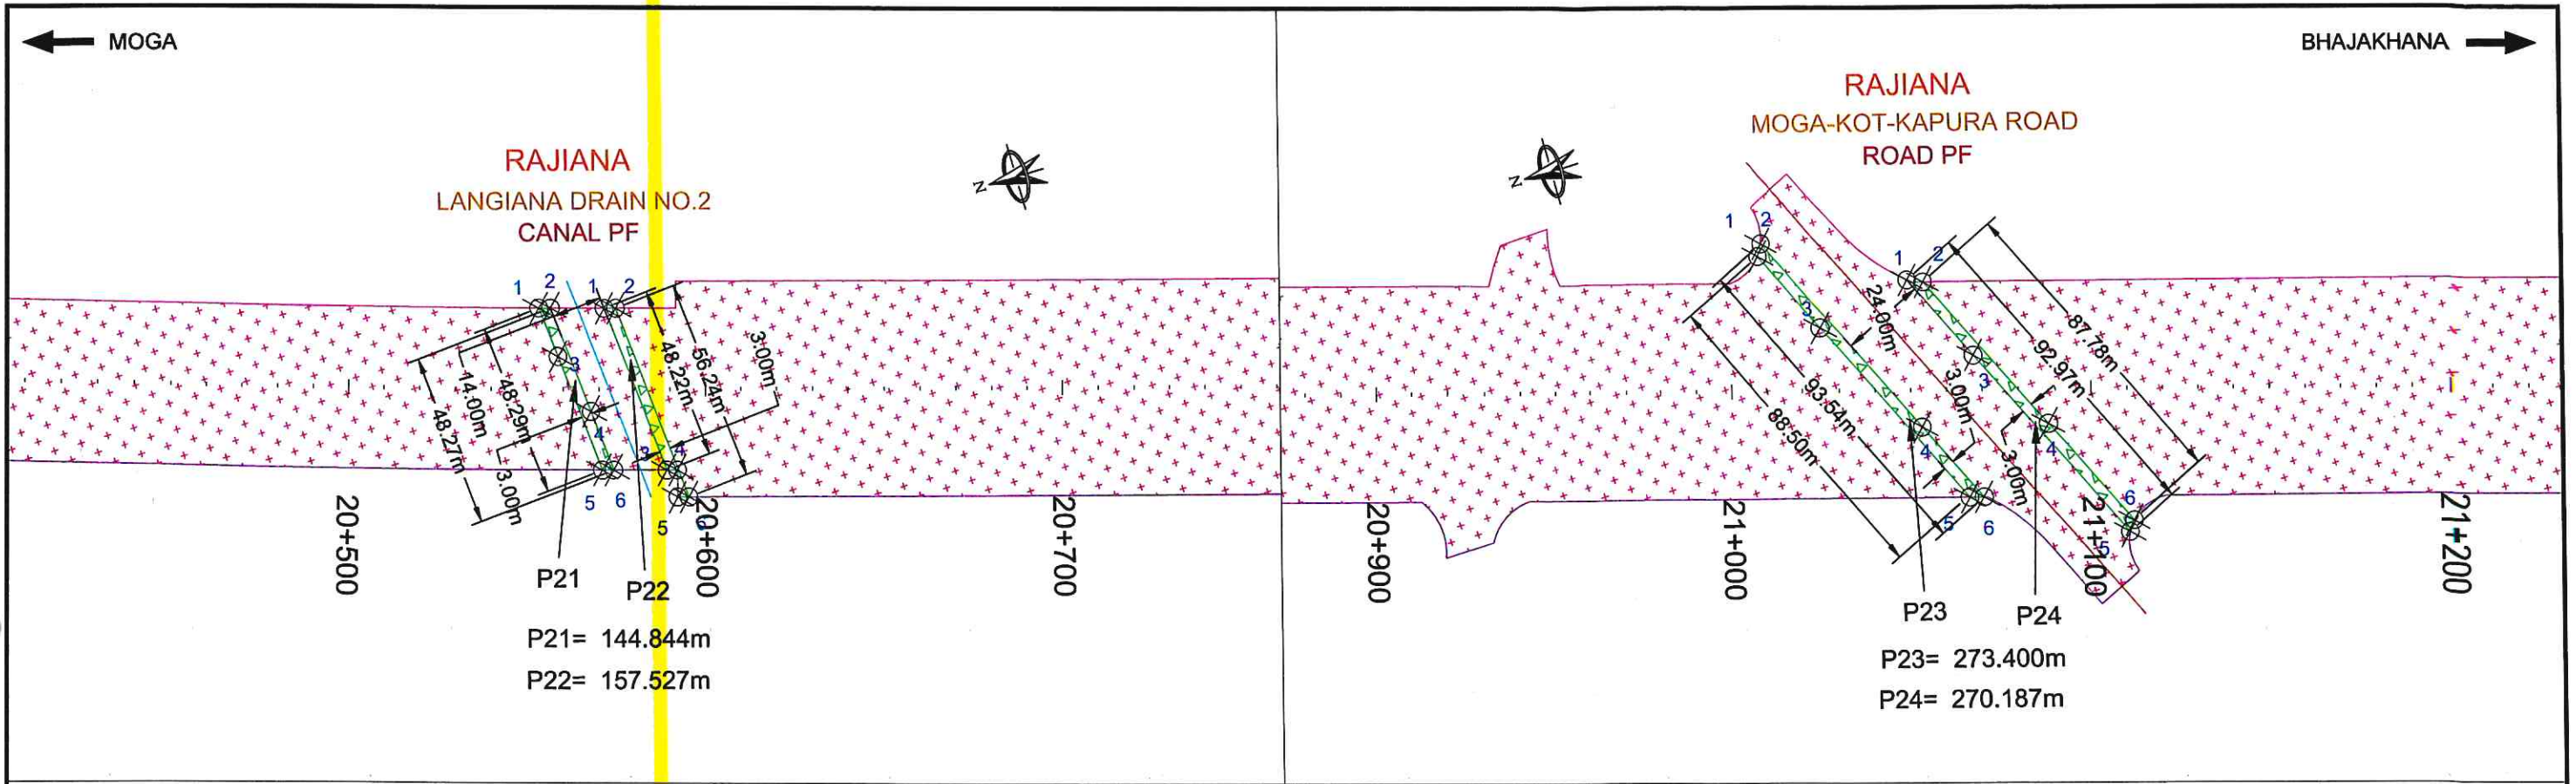 MOGA
BHAJAKHANA
RAJIANA
LANGIANA DRAIN NO.2
CANAL PF
RAJIANA
MOGA-KOT-KAPURA ROAD
ROAD PF
N
N
1
2
1
2
3
4
5
6
3
4
5
6
48.27m
14.00m
48.29m
3.00m
48.22m
56.24m
3.00m
P21
P22
20+500
20+600
20+700
P21= 144.844m
P22= 157.527m
1
2
1
2
3
4
5
6
3
4
5
6
24.00m
3.00m
3.00m
93.54m
88.50m
92.97m
87.78m
P23
P24
20+900
21+000
21+100
21+200
P23= 273.400m
P24= 270.187m